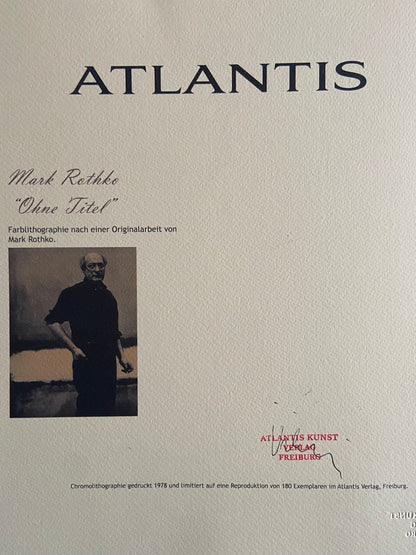 ATLANTIS
Mark Rothko
"Ohne Titel"
Farblithographie nach einer Originalarbeit von
Mark Rothko.
ATLANTIS KUNST
VERLAG
FREIBURG
Chromolithographie gedruckt 1978 und limitiert auf eine Reproduktion von 180 Exemplaren im Atlantis Verlag, Freiburg.